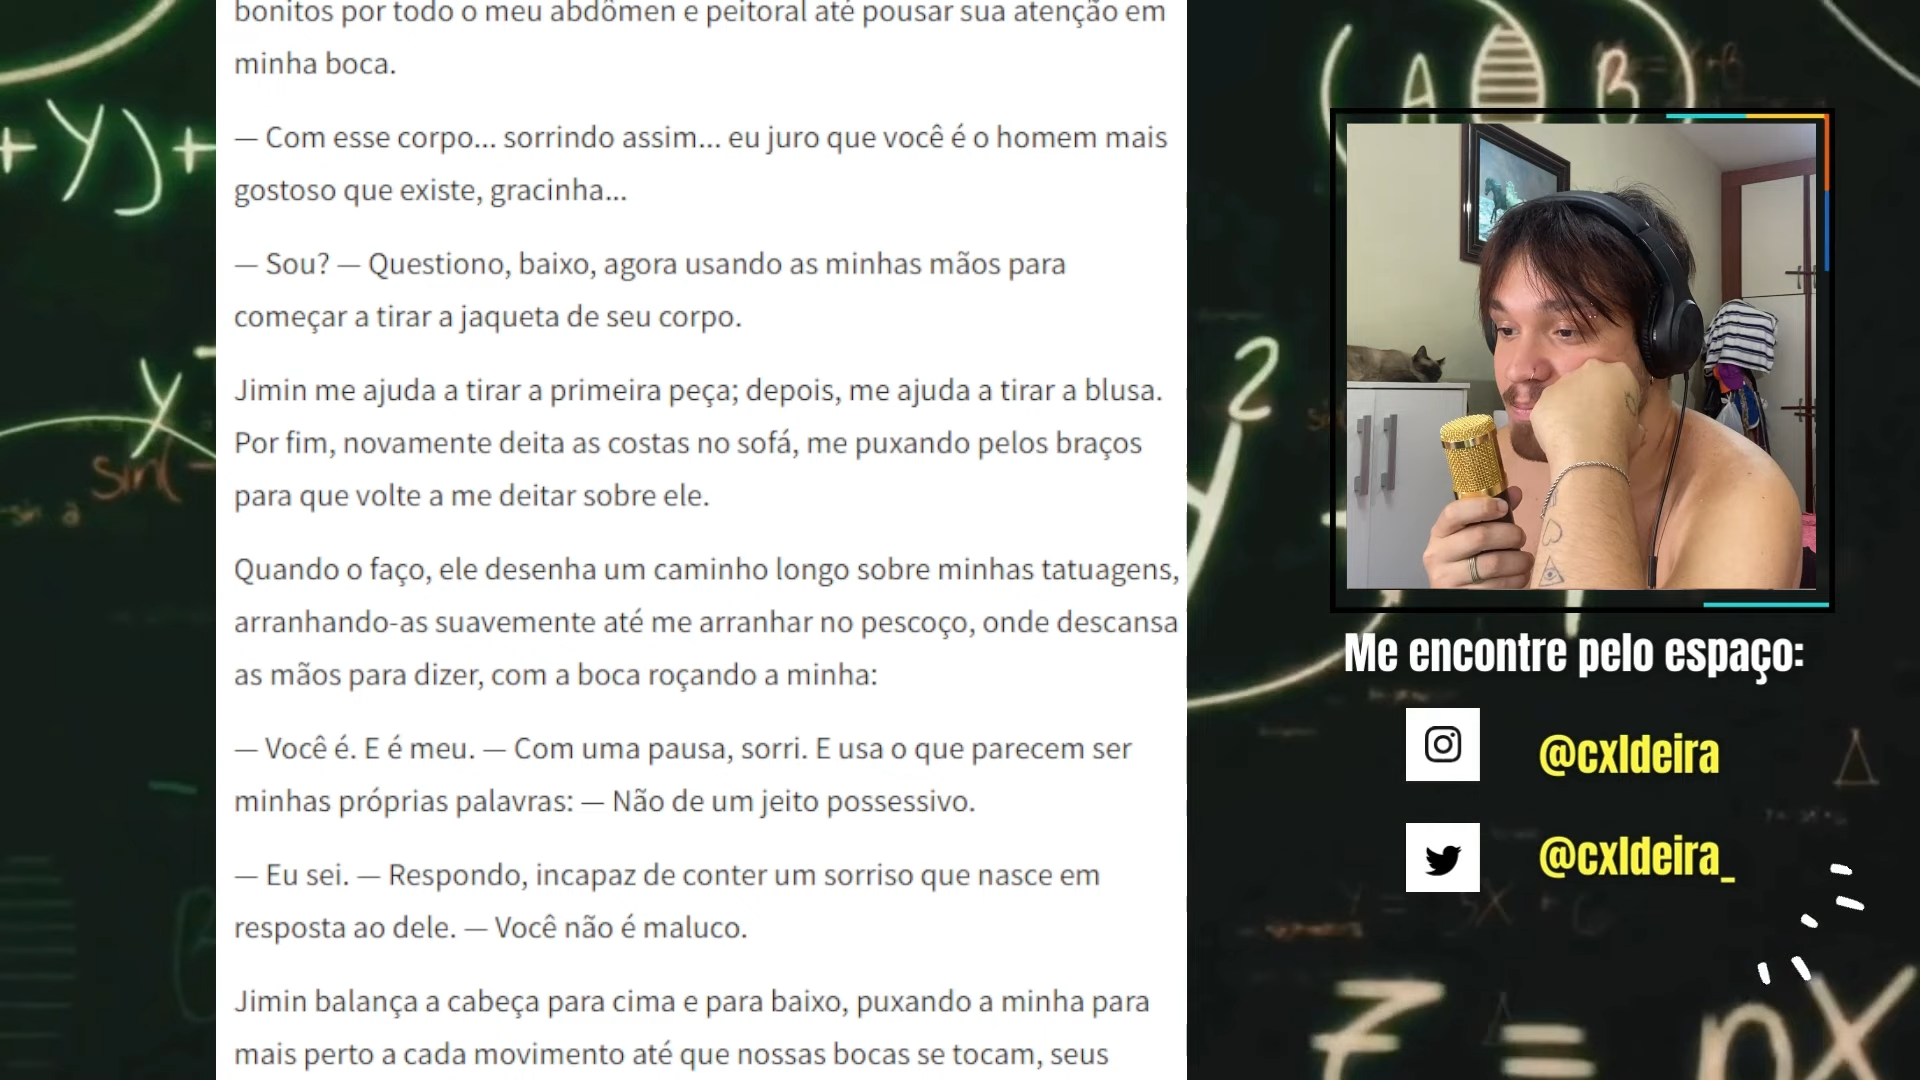 bonitos por todo o meu abdômen e peitoral até pousar sua atenção em
minha boca.
— Com esse corpo... sorrindo assim... eu juro que você é o homem mais
gostoso que existe, gracinha...
— Sou? — Questiono, baixo, agora usando as minhas mãos para
começar a tirar a jaqueta de seu corpo.
Jimin me ajuda a tirar a primeira peça; depois, me ajuda a tirar a blusa.
Por fim, novamente deita as costas no sofá, me puxando pelos braços
para que volte a me deitar sobre ele.
Quando o faço, ele desenha um caminho longo sobre minhas tatuagens,
arranhando-as suavemente até me arranhar no pescoço, onde descansa
as mãos para dizer, com a boca roçando a minha:
— Você é. E é meu. — Com uma pausa, sorri. E usa o que parecem ser
minhas próprias palavras: — Não de um jeito possessivo.
— Eu sei. — Respondo, incapaz de conter um sorriso que nasce em
resposta ao dele. — Você não é maluco.
Jimin balança a cabeça para cima e para baixo, puxando a minha para
mais perto a cada movimento até que nossas bocas se tocam, seus
Me encontre pelo espaço:
@cxldeira
@cxldeira_
+y)+
A B
2
z = nx